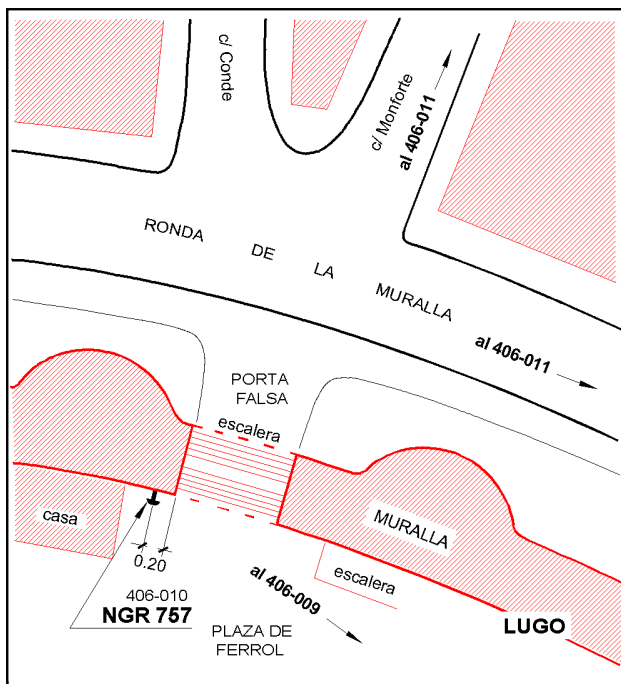 c/ Conde
c/ Monforte
al 406-011
RONDA DE LA MURALLA
al 406-011
PORTA
FALSA
escalera
casa
MURALLA
0.20
escalera
406-010
NGR 757
al 406-009
PLAZA DE
FERROL
LUGO